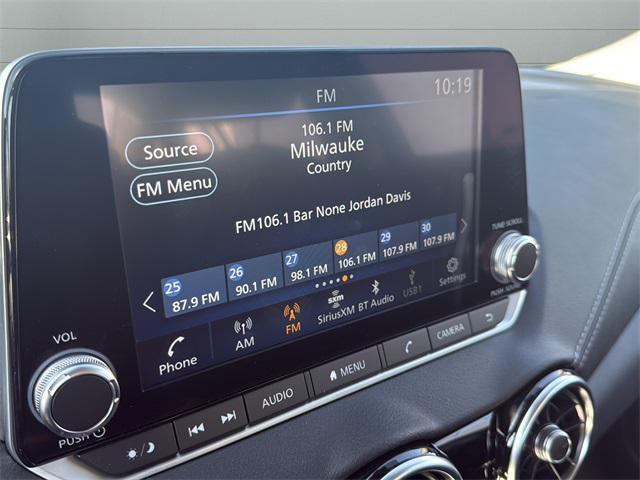 FM
10:19
106.1 FM
Milwauke
Country
Source
FM Menu
FM106.1 Bar None Jordan Davis
25 26 27 28 29 30
87.9 FM 90.1 FM 98.1 FM 106.1 FM 107.9 FM 107.9 FM
Phone AM FM SiriusXM BT Audio USB1 Settings
sxm
VOL
PUSH
TUNE·SCROLL
PUSH SOUND
AUDIO
MENU
CAMERA